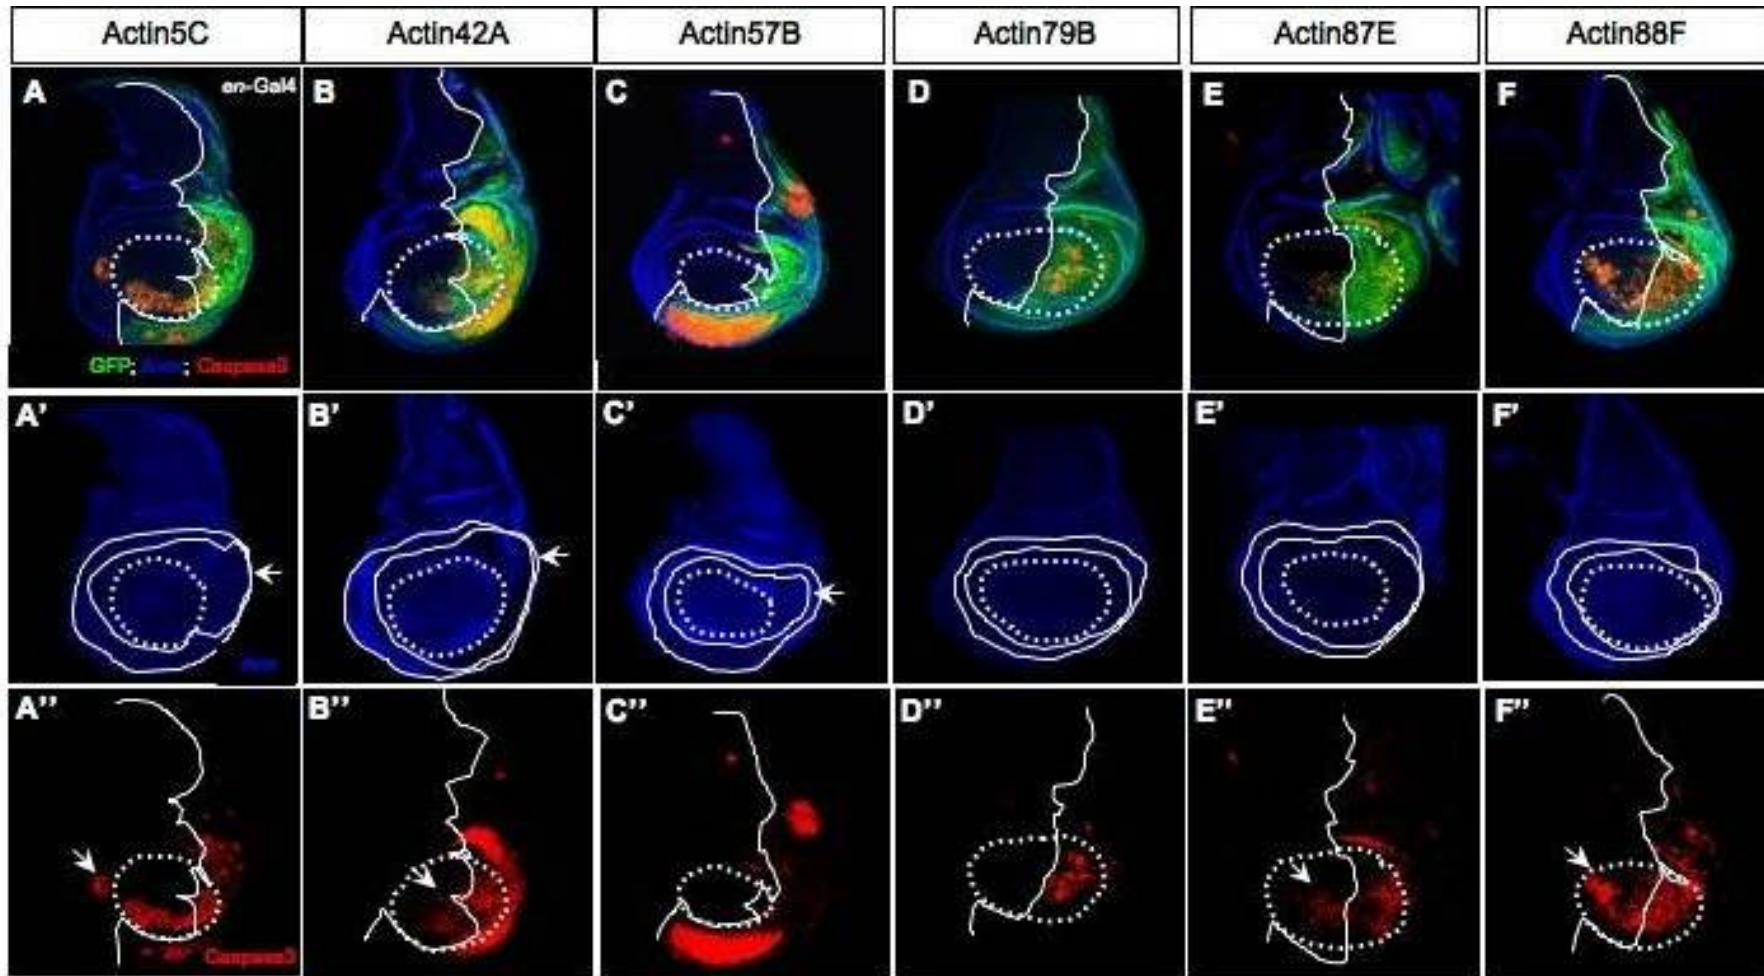 Actin5C Actin42A Actin57B Actin79B Actin87E Actin88F
A en-Gal4 B C D E F
GFP; ; Caspase3
A' B' C' D' E' F'
A'' B'' C'' D'' E'' F''
Caspase3